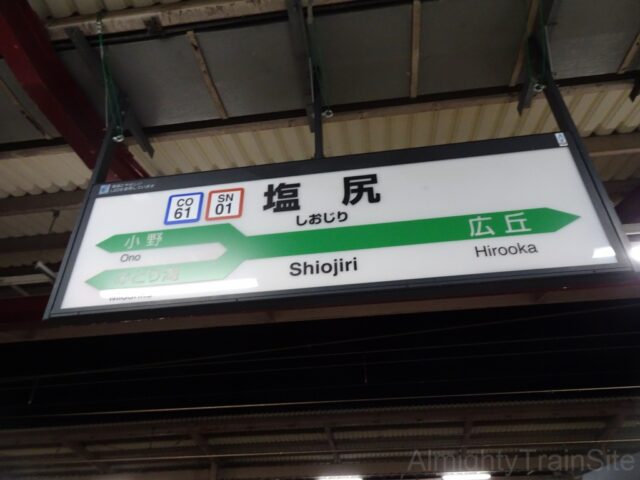 CO
61
SN
01
塩尻
しおじり
小野
Ono
みどり湖
広丘
Hirooka
Shiojiri
AlmightyTrainSite